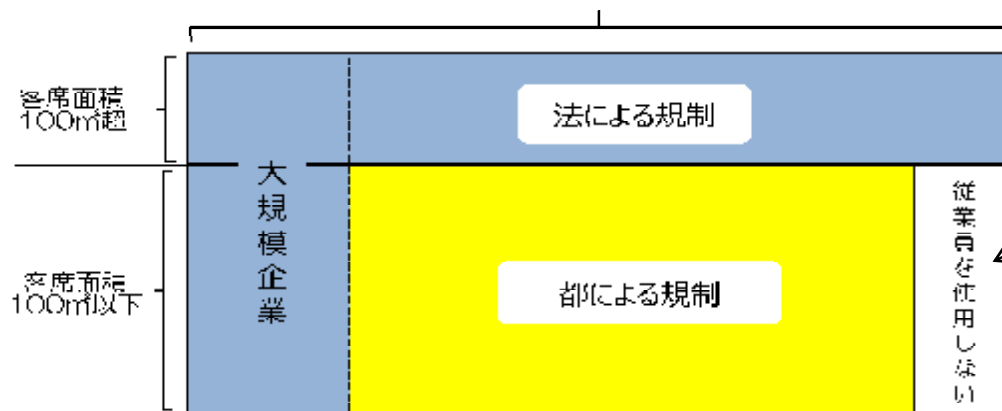 客席面積
100㎡超
法による規制
大規模企業
客席面積
100㎡以下
都による規制
従業員を使用しない